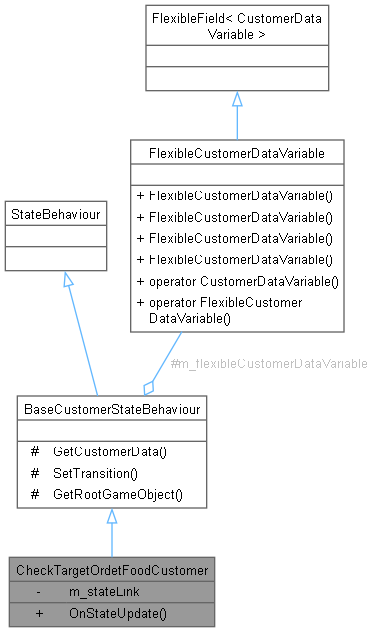 FlexibleField< CustomerData
Variable >
FlexibleCustomerDataVariable
+ FlexibleCustomerDataVariable()
+ FlexibleCustomerDataVariable()
+ FlexibleCustomerDataVariable()
+ FlexibleCustomerDataVariable()
+ operator CustomerDataVariable()
+ operator FlexibleCustomer
DataVariable()
StateBehaviour
#m_flexibleCustomerDataVariable
BaseCustomerStateBehaviour
# GetCustomerData()
# SetTransition()
# GetRootGameObject()
CheckTargetOrdetFoodCustomer
- m_stateLink
+ OnStateUpdate()